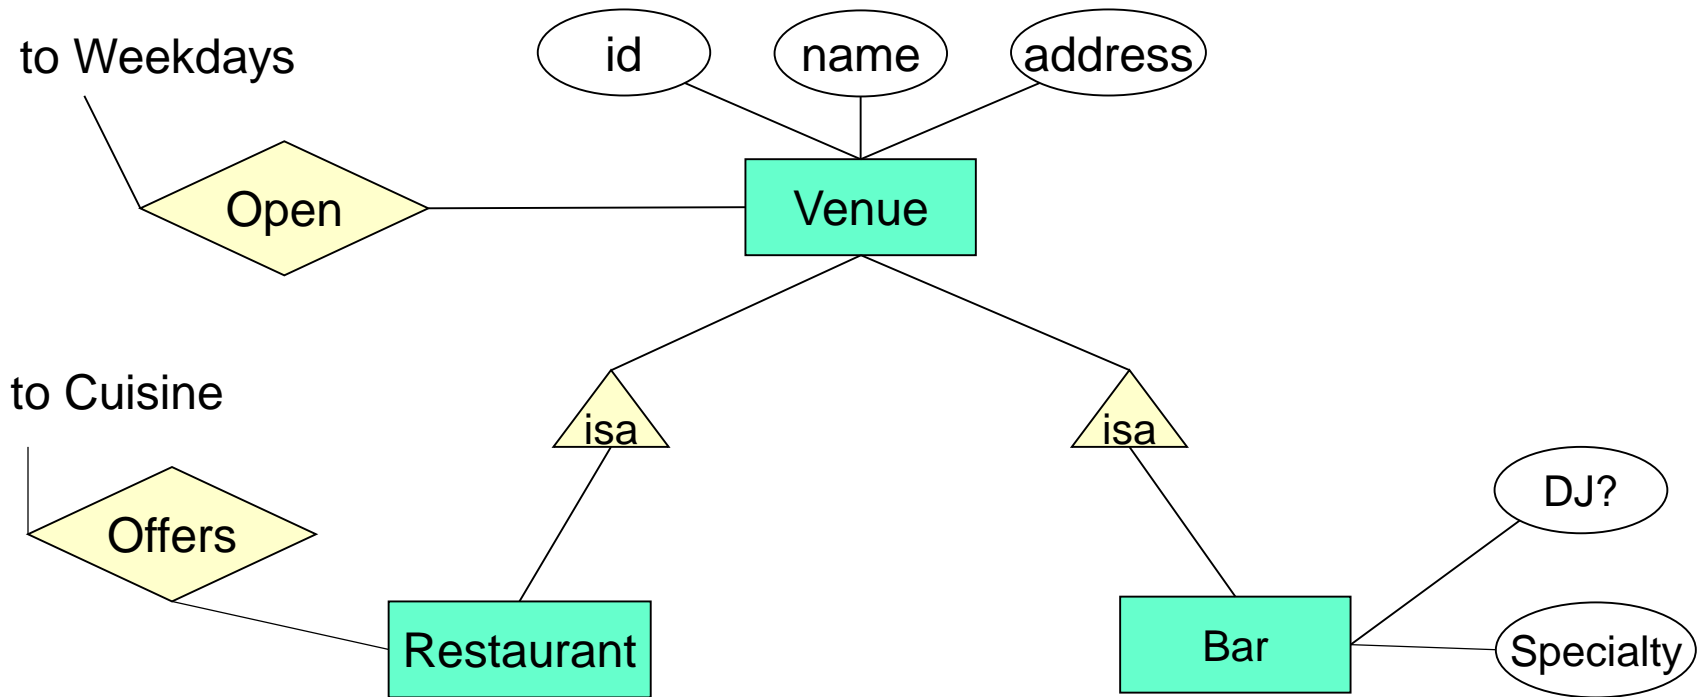 to Weekdays
id
name
address
Open
Venue
to Cuisine
isa
isa
DJ?
Offers
Restaurant
Bar
Specialty